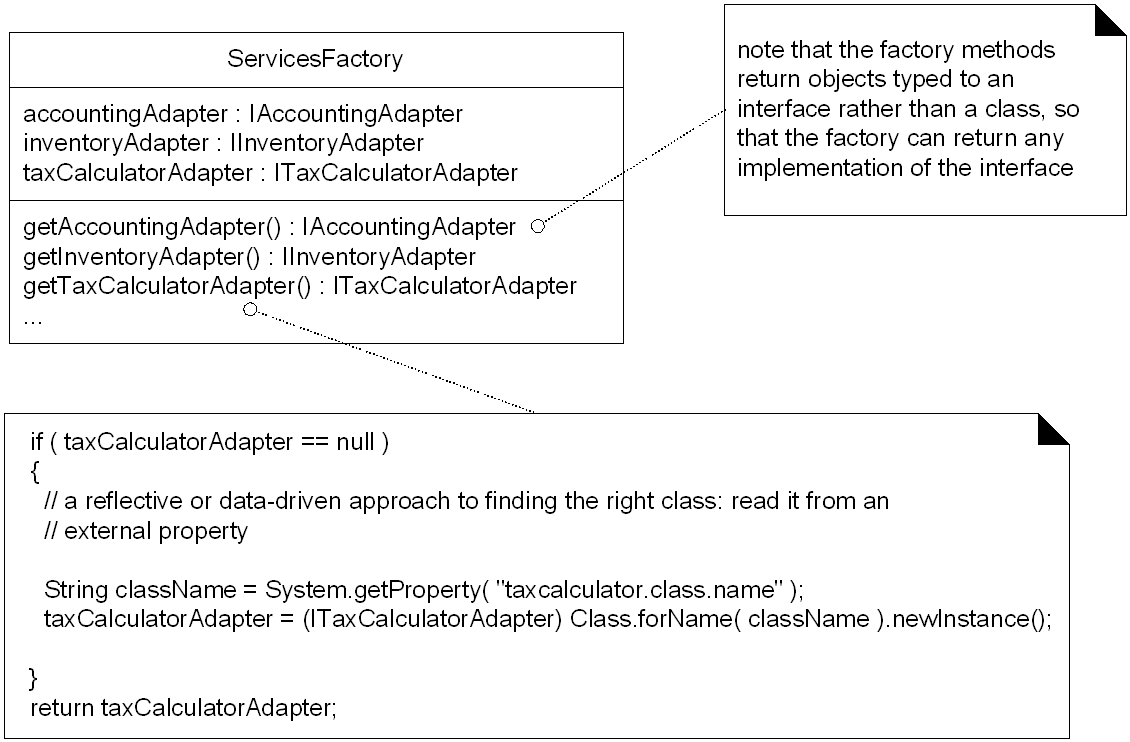 ServicesFactory
accountingAdapter : IAccountingAdapter
inventoryAdapter : IInventoryAdapter
taxCalculatorAdapter : ITaxCalculatorAdapter
getAccountingAdapter() : IAccountingAdapter
getInventoryAdapter() : IInventoryAdapter
getTaxCalculatorAdapter() : ITaxCalculatorAdapter
...
note that the factory methods
return objects typed to an
interface rather than a class, so
that the factory can return any
implementation of the interface
if ( taxCalculatorAdapter == null )
{
// a reflective or data-driven approach to finding the right class: read it from an
// external property
String className = System.getProperty( "taxcalculator.class.name" );
taxCalculatorAdapter = (ITaxCalculatorAdapter) Class.forName( className ).newInstance();
}
return taxCalculatorAdapter;